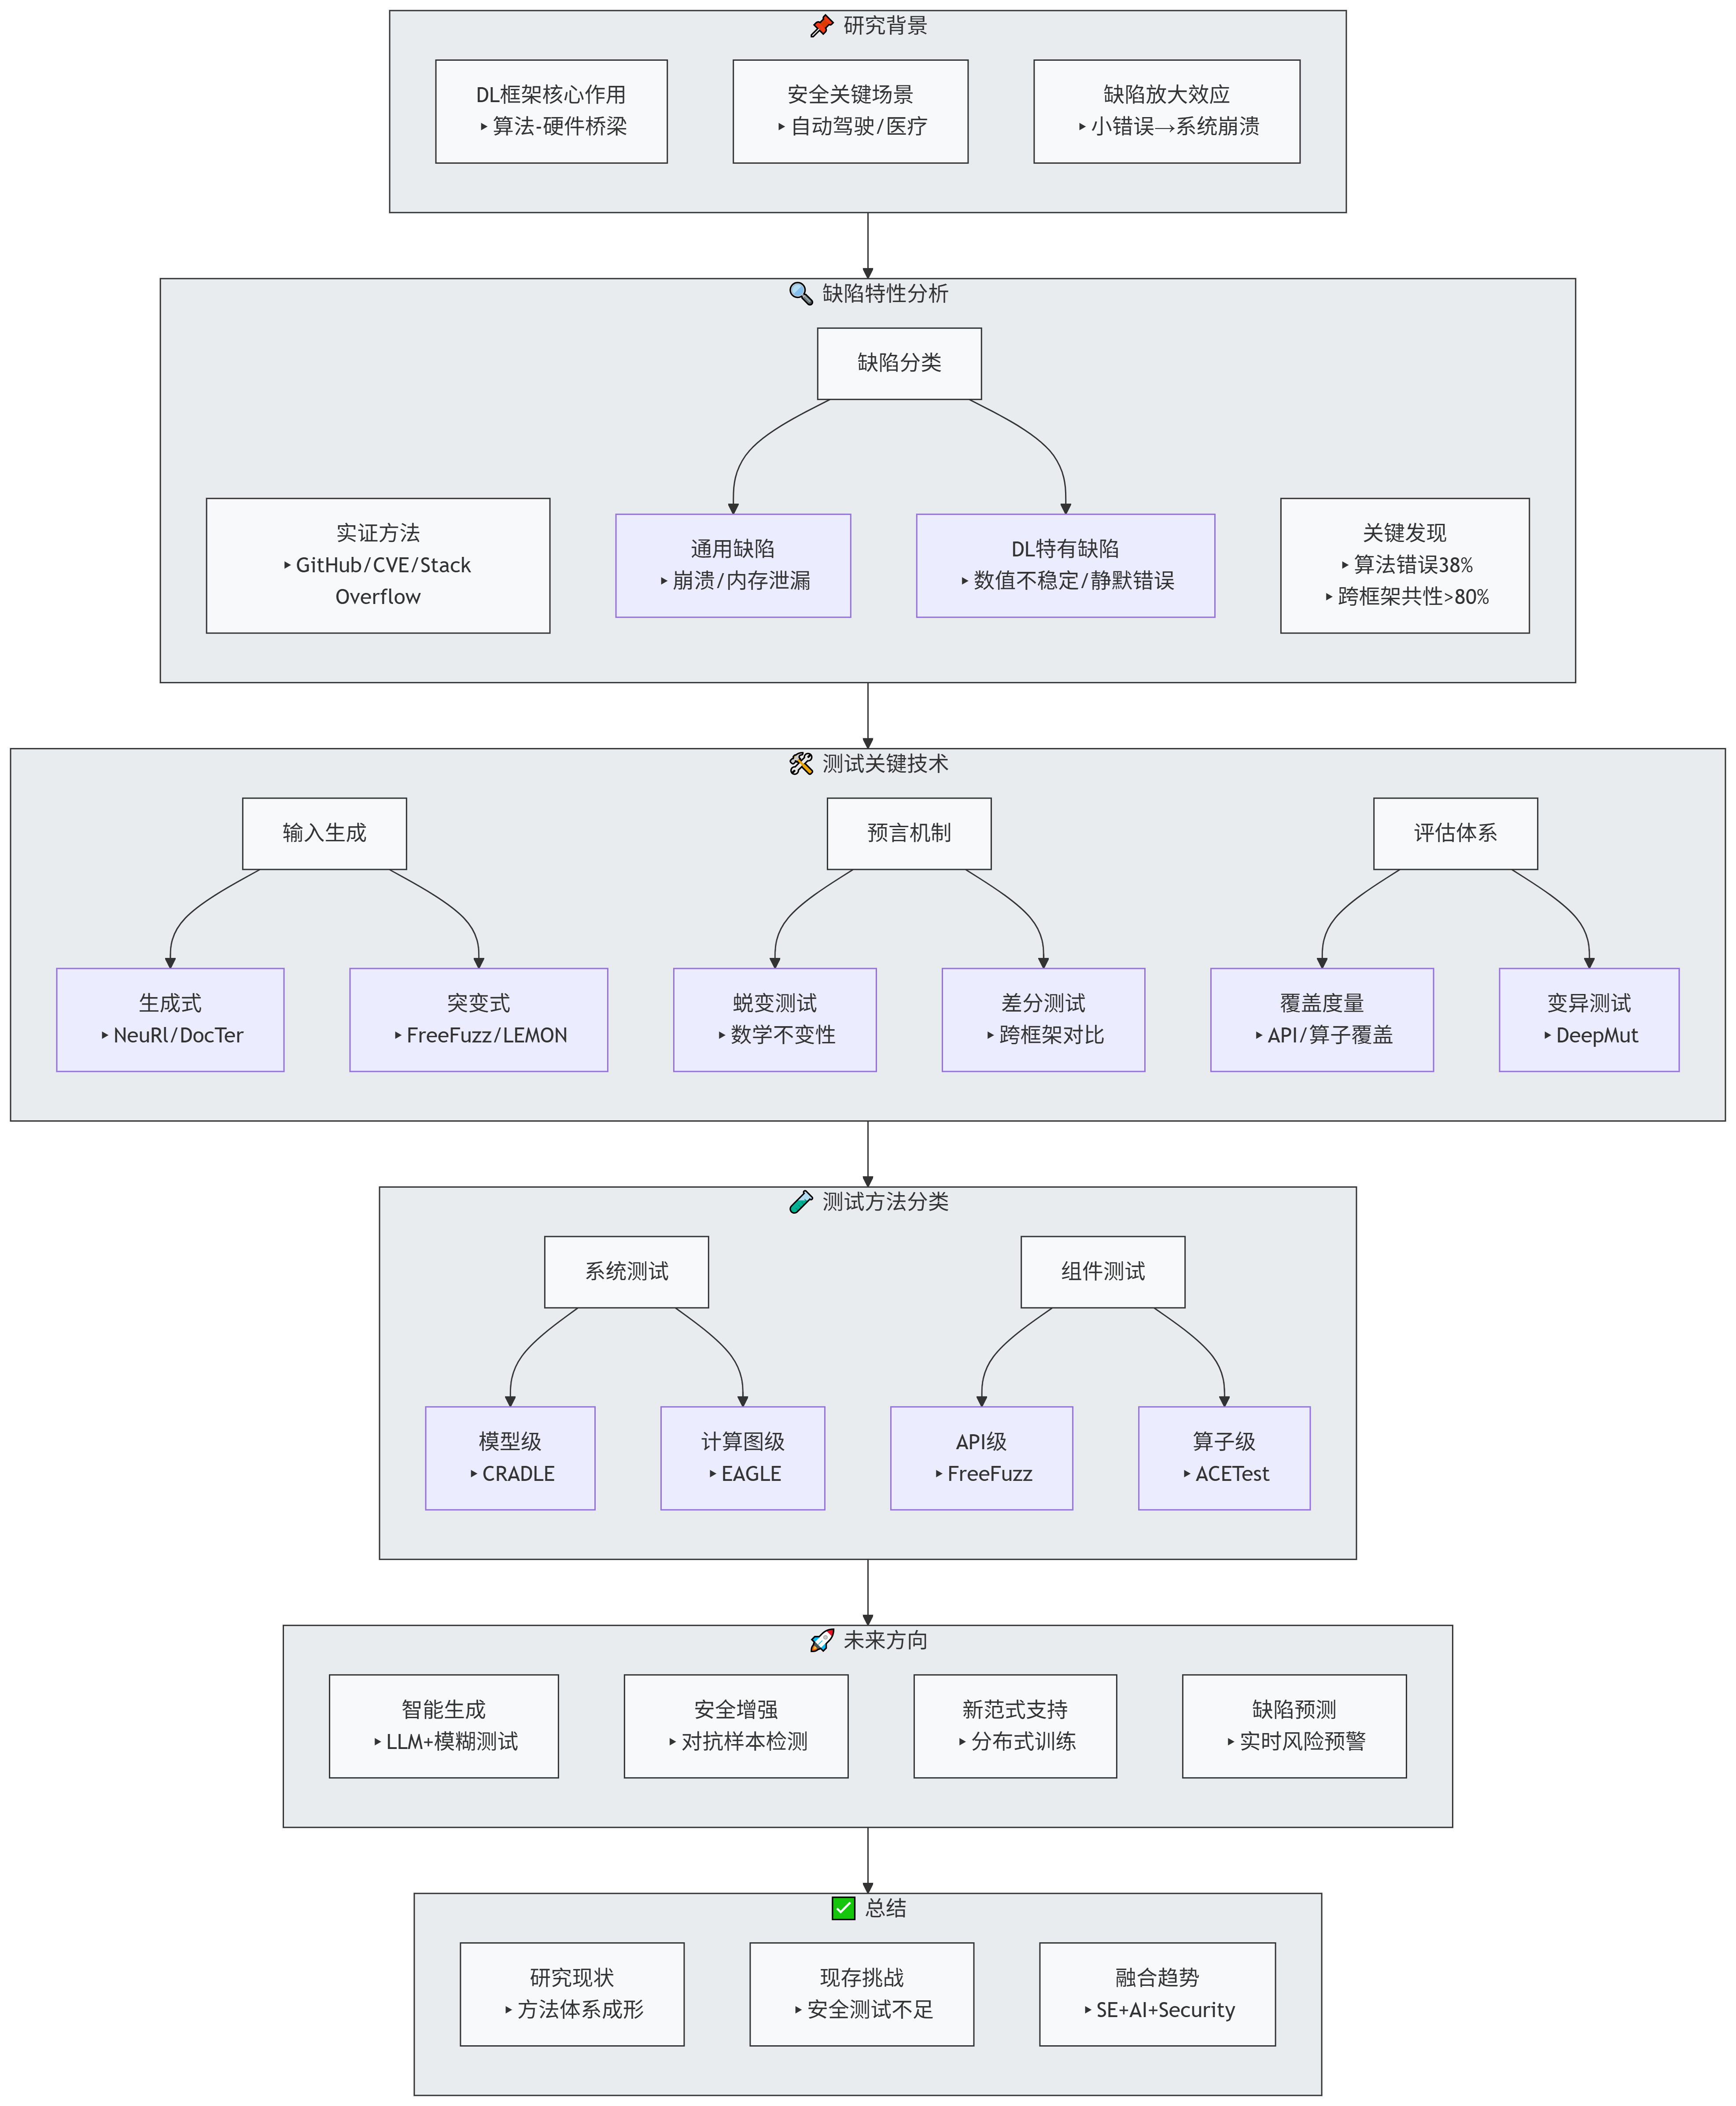 📌 研究背景
DL框架核心作用
‣ 算法-硬件桥梁
安全关键场景
‣ 自动驾驶/医疗
缺陷放大效应
‣ 小错误→系统崩溃
🔍 缺陷特性分析
缺陷分类
实证方法
‣ GitHub/CVE/Stack
Overflow
通用缺陷
‣ 崩溃/内存泄漏
DL特有缺陷
‣ 数值不稳定/静默错误
关键发现
‣ 算法错误38%
‣ 跨框架共性>80%
🛠 测试关键技术
输入生成
预言机制
评估体系
生成式
‣ NeuRl/DocTer
突变式
‣ FreeFuzz/LEMON
蜕变测试
‣ 数学不变性
差分测试
‣ 跨框架对比
覆盖度量
‣ API/算子覆盖
变异测试
‣ DeepMut
🧪 测试方法分类
系统测试
组件测试
模型级
‣ CRADLE
计算图级
‣ EAGLE
API级
‣ FreeFuzz
算子级
‣ ACETest
🚀 未来方向
智能生成
‣ LLM+模糊测试
安全增强
‣ 对抗样本检测
新范式支持
‣ 分布式训练
缺陷预测
‣ 实时风险预警
✅ 总结
研究现状
‣ 方法体系成形
现存挑战
‣ 安全测试不足
融合趋势
‣ SE+AI+Security